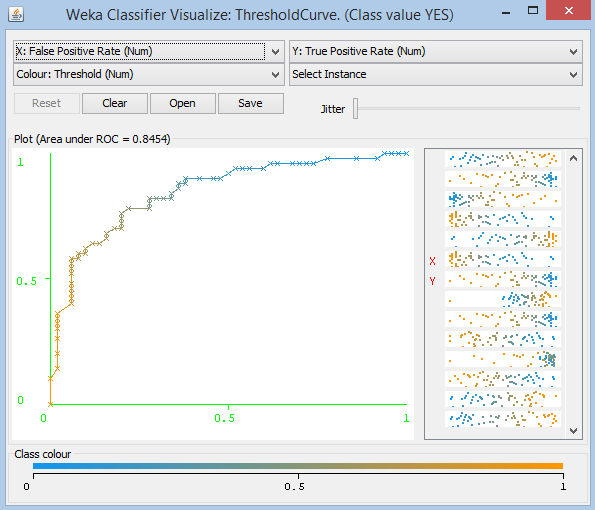 Weka Classifier Visualize: ThresholdCurve. (Class value YES)
X: False Positive Rate (Num)
Y: True Positive Rate (Num)
Colour: Threshold (Num)
Select Instance
Reset
Clear
Open
Save
Jitter
Plot (Area under ROC = 0.8454)
1
0.5
0
0
0.5
1
X
Y
Class colour
0
0.5
1